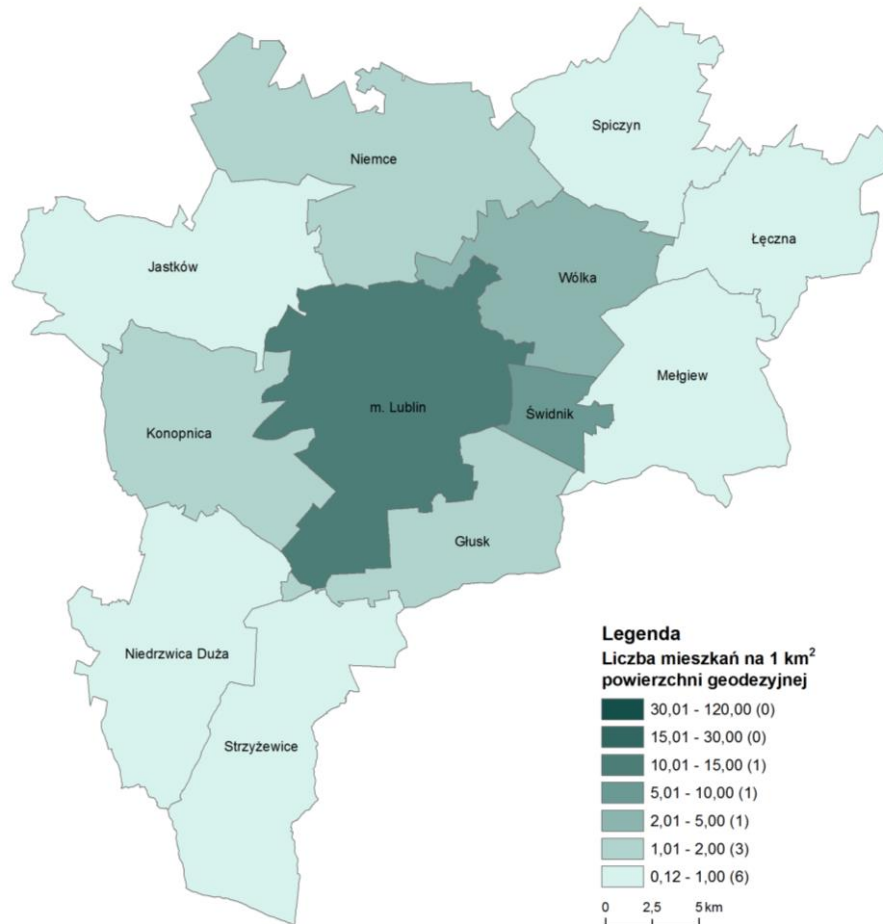 Spiczyn
Niemce
Łęczna
Jastków
Wólka
Mełgiew
m. Lublin
Świdnik
Konopnica
Głusk
Niedrzwica Duża
Strzyżewice
Legenda
Liczba mieszkań na 1 km²
powierzchni geodezyjnej
30,01 - 120,00 (0)
15,01 - 30,00 (0)
10,01 - 15,00 (1)
5,01 - 10,00 (1)
2,01 - 5,00 (1)
1,01 - 2,00 (3)
0,12 - 1,00 (6)
0 2,5 5 km